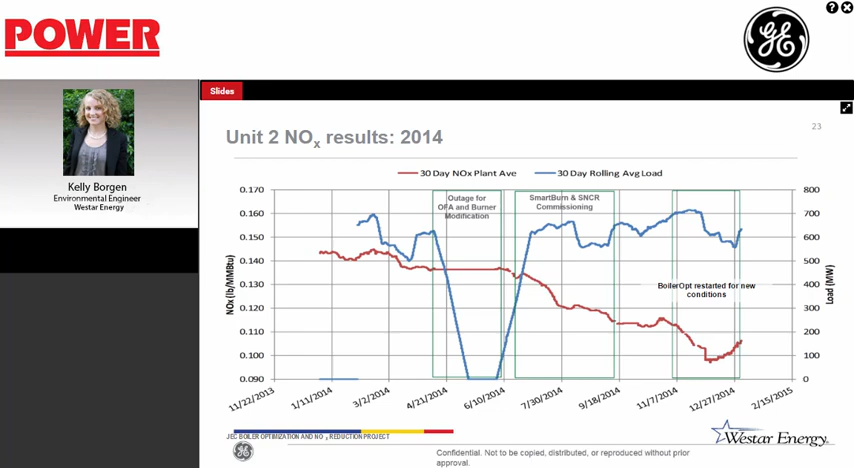 POWER
GE
Slides
Kelly Borgen
Environmental Engineer
Westar Energy
Unit 2 NOx results: 2014
23
30 Day NOx Plant Ave
30 Day Rolling Avg Load
Outage for
OFA and Burner
Modification
SmartBurn & SNCR
Commissioning
BoilerOpt restarted for new
conditions
NOx (lb/MMBtu)
0.170
0.160
0.150
0.140
0.130
0.120
0.110
0.100
0.090
Load (MW)
800
700
600
500
400
300
200
100
0
11/22/2013
1/11/2014
3/2/2014
4/21/2014
6/10/2014
7/30/2014
9/18/2014
11/7/2014
12/27/2014
2/15/2015
JEC BOILER OPTIMIZATION AND NOx REDUCTION PROJECT
GE
Westar Energy.
Confidential. Not to be copied, distributed, or reproduced without prior
approval.